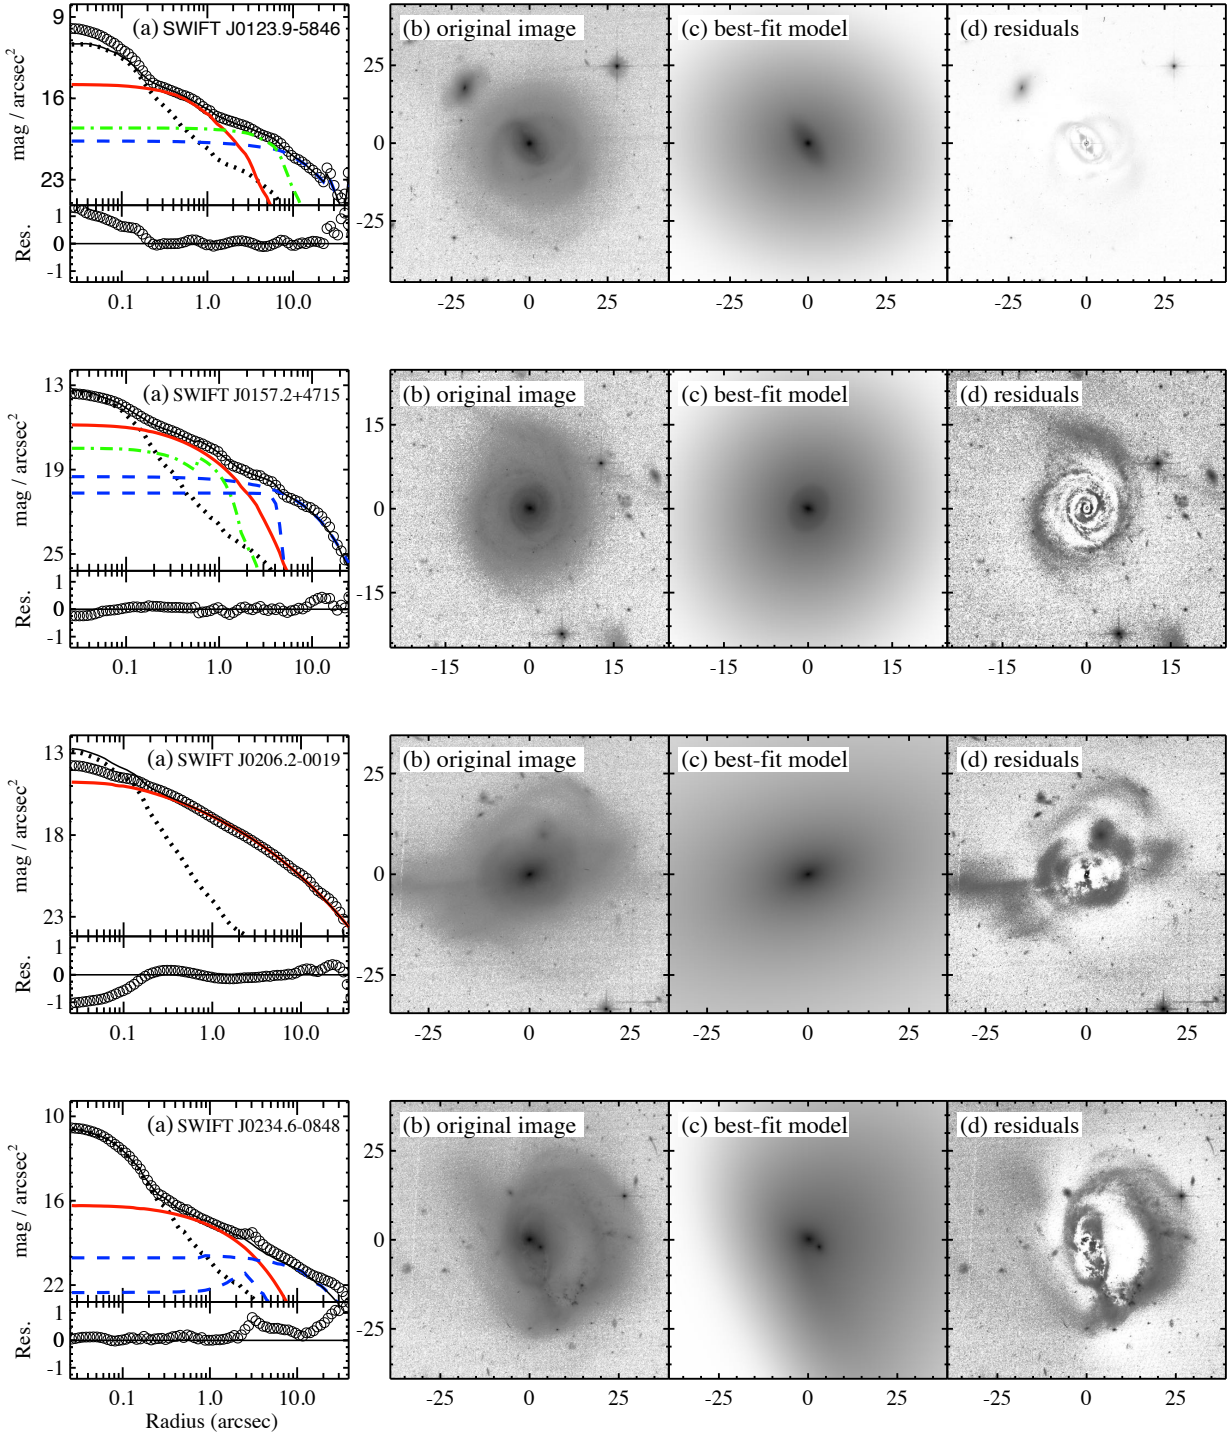 (a) SWIFT J0123.9-5846
(b) original image
(c) best-fit model
(d) residuals
mag / arcsec²
9
16
23
Res.
1
0
-1
0.1 1.0 10.0
25
0
-25
-25 0 25
-25 0 25
-25 0 25
(a) SWIFT J0157.2+4715
(b) original image
(c) best-fit model
(d) residuals
mag / arcsec²
13
19
25
Res.
1
0
-1
0.1 1.0 10.0
15
0
-15
-15 0 15
-15 0 15
-15 0 15
(a) SWIFT J0206.2-0019
(b) original image
(c) best-fit model
(d) residuals
mag / arcsec²
13
18
23
Res.
1
0
-1
0.1 1.0 10.0
25
0
-25
-25 0 25
-25 0 25
-25 0 25
(a) SWIFT J0234.6-0848
(b) original image
(c) best-fit model
(d) residuals
mag / arcsec²
10
16
22
Res.
1
0
-1
0.1 1.0 10.0
Radius (arcsec)
25
0
-25
-25 0 25
-25 0 25
-25 0 25